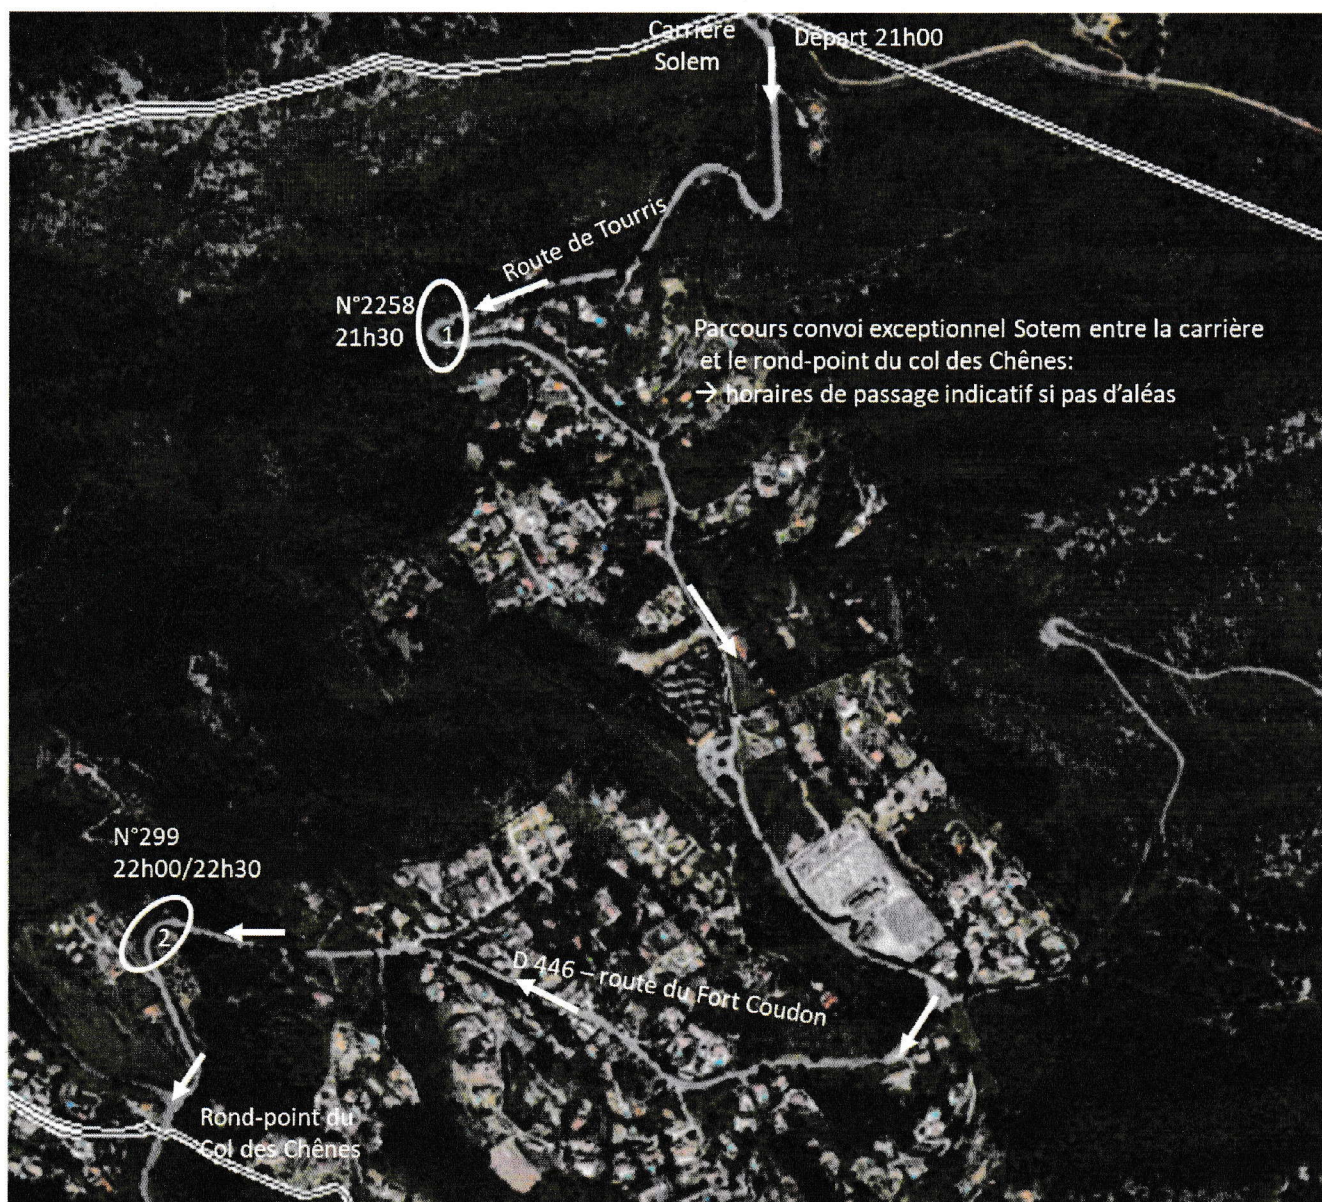 Carrière
Solem
Départ 21h00
Route de Tourris
N°2258
21h30
1
Parcours convoi exceptionnel Sotem entre la carrière
et le rond-point du col des Chênes:
→ horaires de passage indicatif si pas d'aléas
N°299
22h00/22h30
2
D 446 – route du Fort Coudon
Rond-point du
Col des Chênes